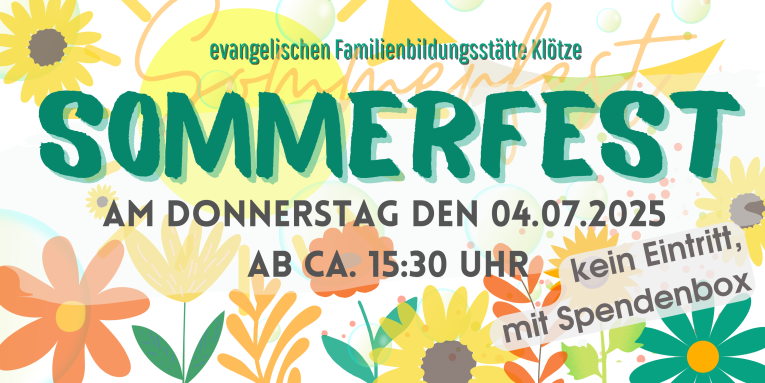 Sommerfest
evangelischen Familienbildungsstätte Klötze
SOMMERFEST
AM DONNERSTAG DEN 04.07.2025
AB CA. 15:30 UHR
kein Eintritt,
mit Spendenbox